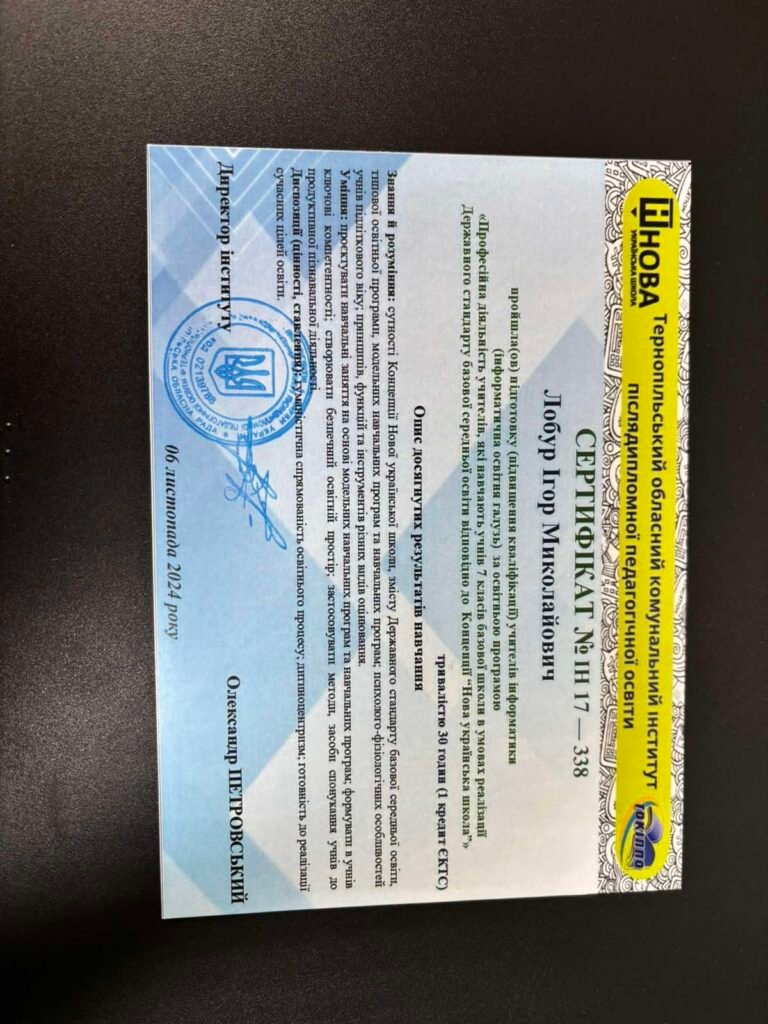 НОВА
УКРАЇНСЬКА ШКОЛА
Тернопільський обласний комунальний інститут
післядипломної педагогічної освіти
ТОКІППО
СЕРТИФІКАТ № ІН 17 — 338
Лобур Ігор Миколайович
пройшла(ов) підготовку (підвищення кваліфікації) учителів інформатики
(інформатична освітня галузь) за освітньою програмою
«Професійна діяльність учителів, які навчають учнів 7 класів базової школи в умовах реалізації
Державного стандарту базової середньої освіти відповідно до Концепції “Нова українська школа”»
тривалістю 30 годин (1 кредит ЄКТС)
Опис досягнутих результатів навчання
Знання й розуміння: сутності Концепції Нової української школи, змісту Державного стандарту базової середньої освіти,
типової освітньої програми, модельних навчальних програм та навчальних програм; психолого-фізіологічних особливостей
учнів підліткового віку; принципів, функцій та інструментів різних видів оцінювання.
Уміння: проєктувати навчальні заняття на основі модельних навчальних програм та навчальних програм; формувати в учнів
ключові компетентності; створювати безпечний освітній простір; застосовувати методи, засоби спонукання учнів до
продуктивної пізнавальної діяльності.
Диспозиції (цінності, ставлення): гуманістична спрямованість освітнього процесу; дитиноцентризм; готовність до реалізації
сучасних цілей освіти.
Директор інституту
Олександр ПЕТРОВСЬКИЙ
КОД 02139788
06 листопада 2024 року